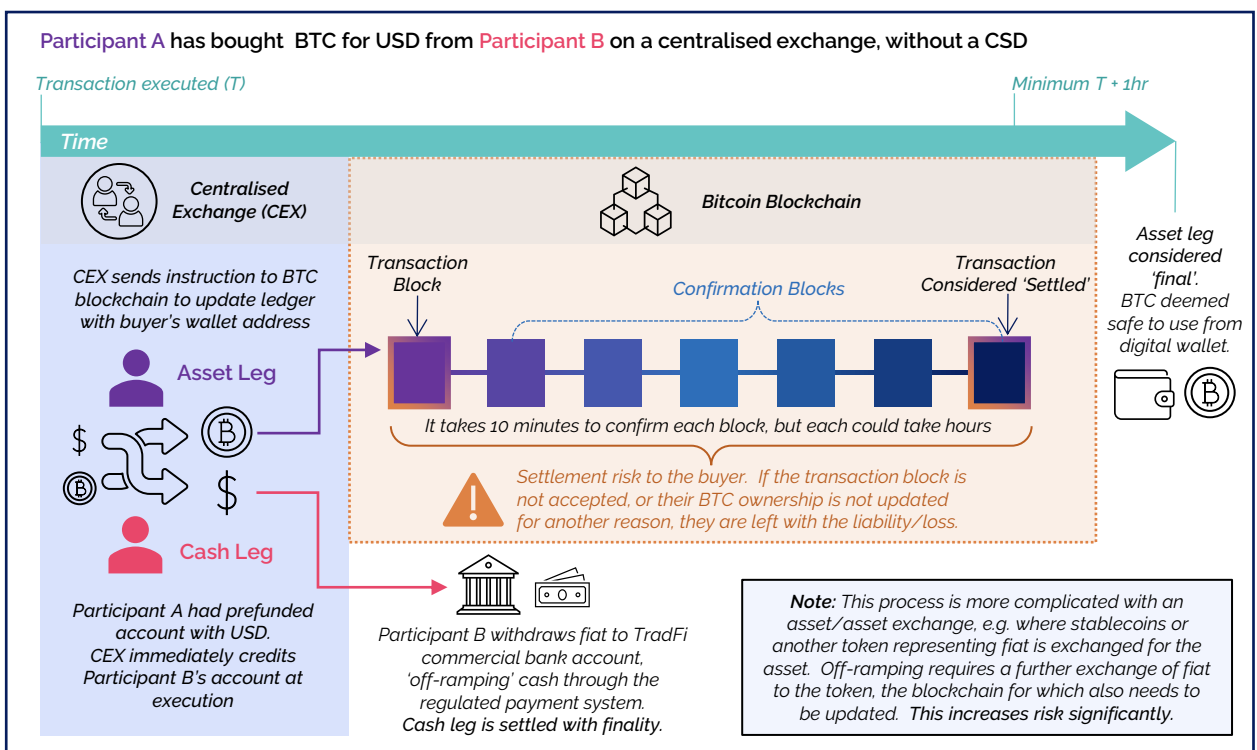 Participant A has bought BTC for USD from Participant B on a centralised exchange, without a CSD
Transaction executed (T)
Minimum T + 1hr
Time
Centralised
Exchange (CEX)
Bitcoin Blockchain
CEX sends instruction to BTC
blockchain to update ledger
with buyer's wallet address
Asset Leg
$
$
Cash Leg
Participant A had prefunded
account with USD.
CEX immediately credits
Participant B's account at
execution
Transaction
Block
Confirmation Blocks
Transaction
Considered 'Settled'
It takes 10 minutes to confirm each block, but each could take hours
Settlement risk to the buyer. If the transaction block is
not accepted, or their BTC ownership is not updated
for another reason, they are left with the liability/loss.
Asset leg
considered
'final'.
BTC deemed
safe to use from
digital wallet.
Participant B withdraws fiat to TradFi
commercial bank account,
'off-ramping' cash through the
regulated payment system.
Cash leg is settled with finality.
Note: This process is more complicated with an
asset/asset exchange, e.g. where stablecoins or
another token representing fiat is exchanged for the
asset. Off-ramping requires a further exchange of fiat
to the token, the blockchain for which also needs to
be updated. This increases risk significantly.